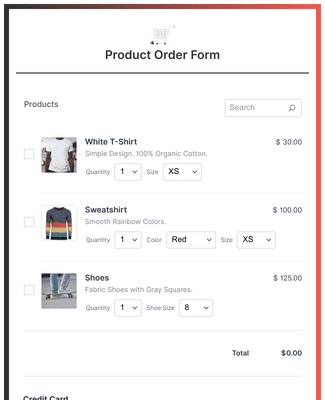 Product Order Form
Products
Search
White T-Shirt $ 30.00
Simple Design. 100% Organic Cotton.
Quantity 1 Size XS
Sweatshirt $ 100.00
Smooth Rainbow Colors.
Quantity 1 Color Red Size XS
Shoes $ 125.00
Fabric Shoes with Gray Squares.
Quantity 1 Shoe Size 8
Total $0.00
Credit Card